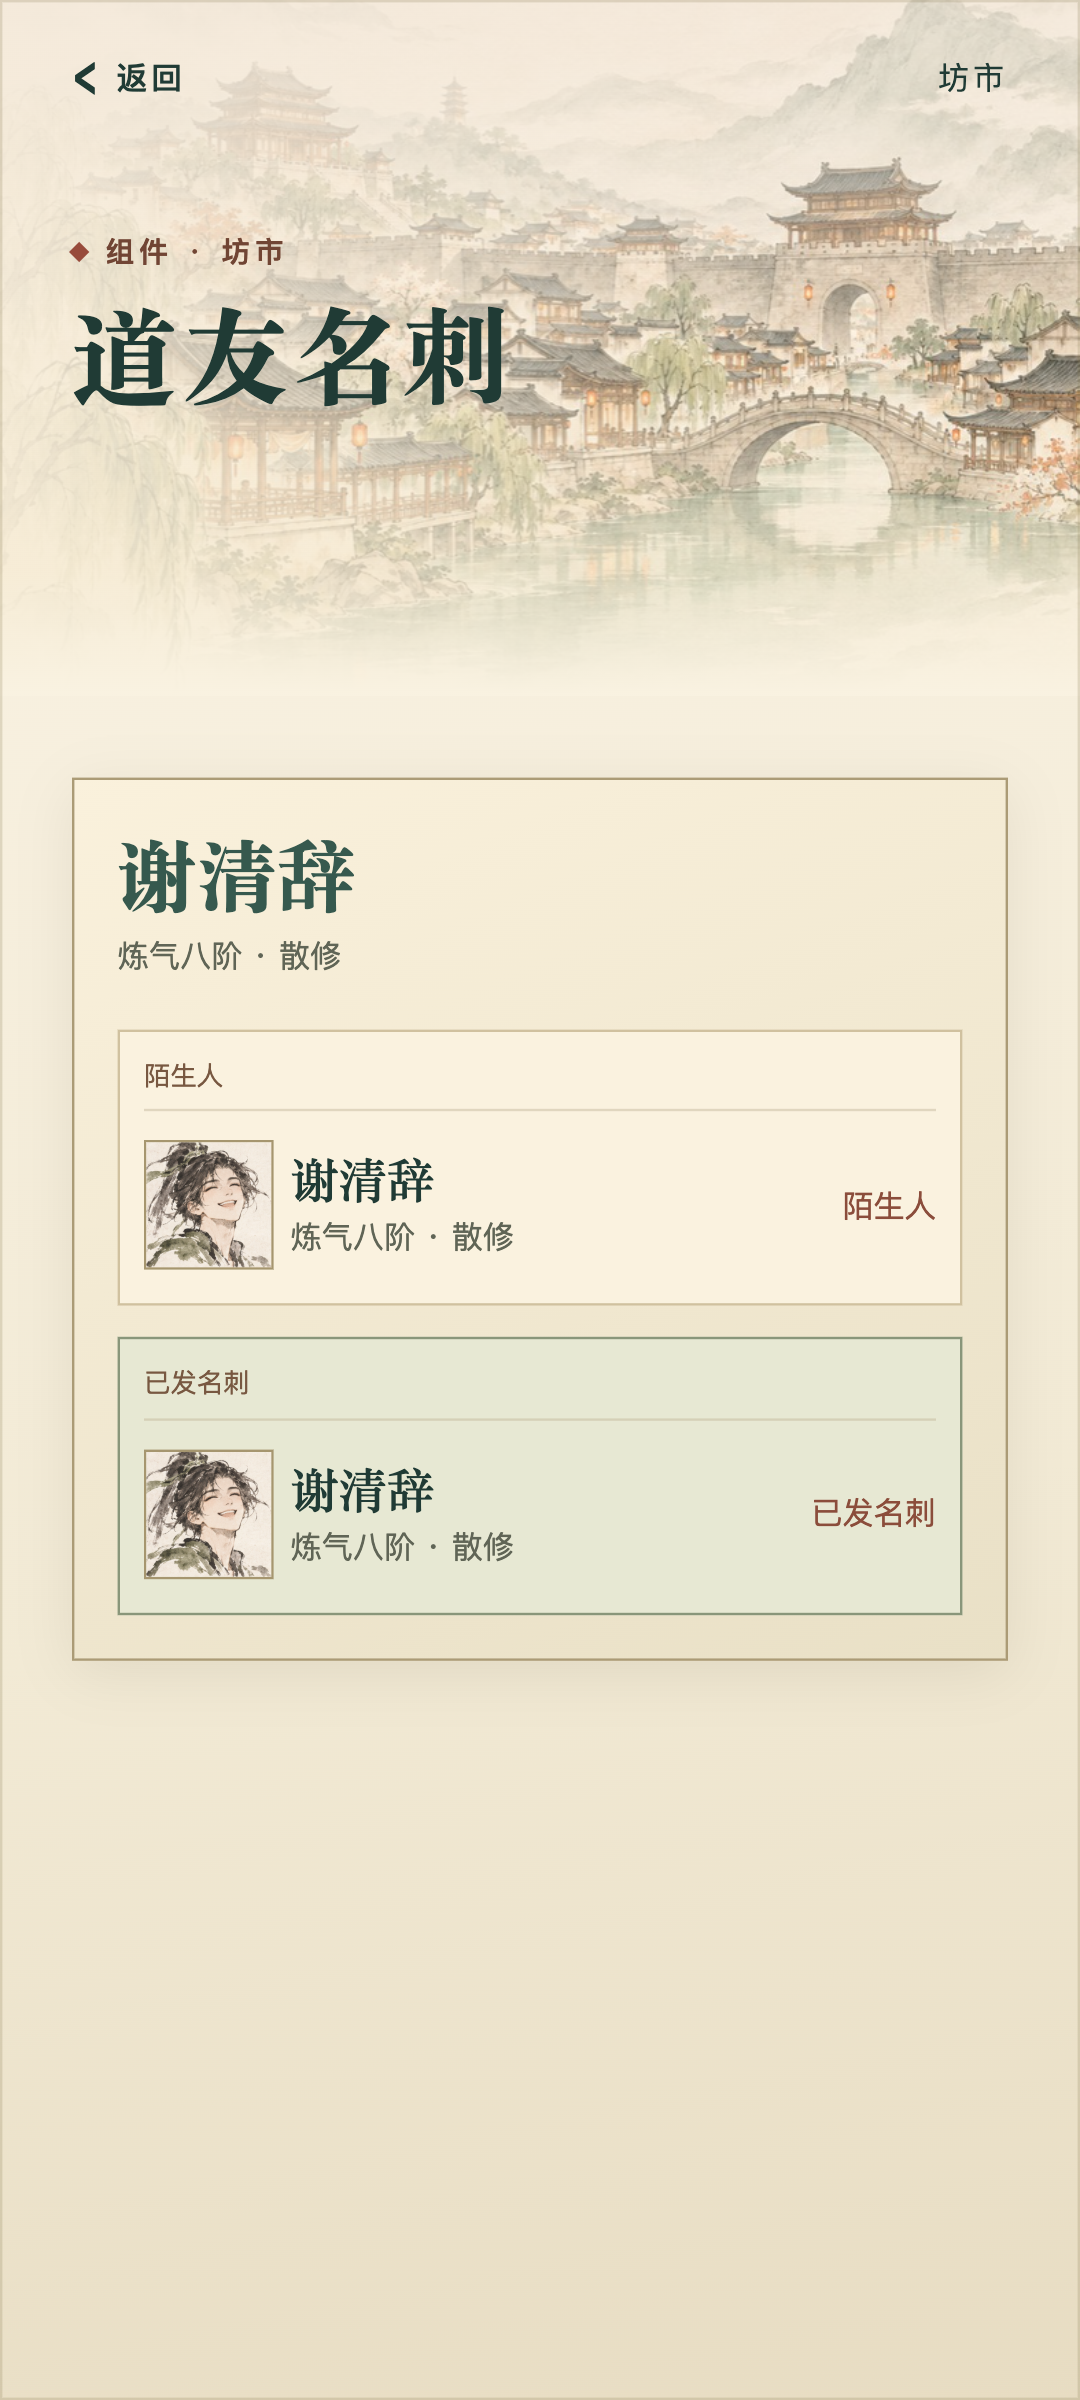 返回
坊市
组件 · 坊市
道友名刺
谢清辞
炼气八阶 · 散修
陌生人
谢清辞
炼气八阶 · 散修
陌生人
已发名刺
谢清辞
炼气八阶 · 散修
已发名刺